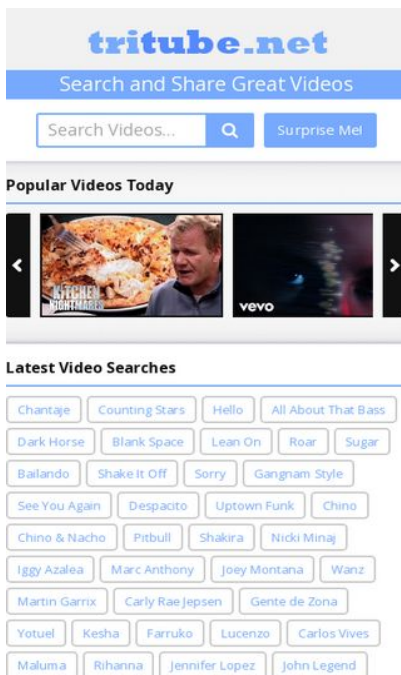 tritube.net
Search and Share Great Videos
Search Videos...
Surprise Me!
Popular Videos Today
KITCHEN
NIGHTMARES
vevo
Latest Video Searches
Chantaje Counting Stars Hello All About That Bass
Dark Horse Blank Space Lean On Roar Sugar
Bailando Shake It Off Sorry Gangnam Style
See You Again Despacito Uptown Funk Chino
Chino & Nacho Pitbull Shakira Nicki Minaj
Iggy Azalea Marc Anthony Joey Montana Wanz
Martin Garrix Carly Rae Jepsen Gente de Zona
Yotuel Kesha Farruko Lucenzo Carlos Vives
Maluma Rihanna Jennifer Lopez John Legend